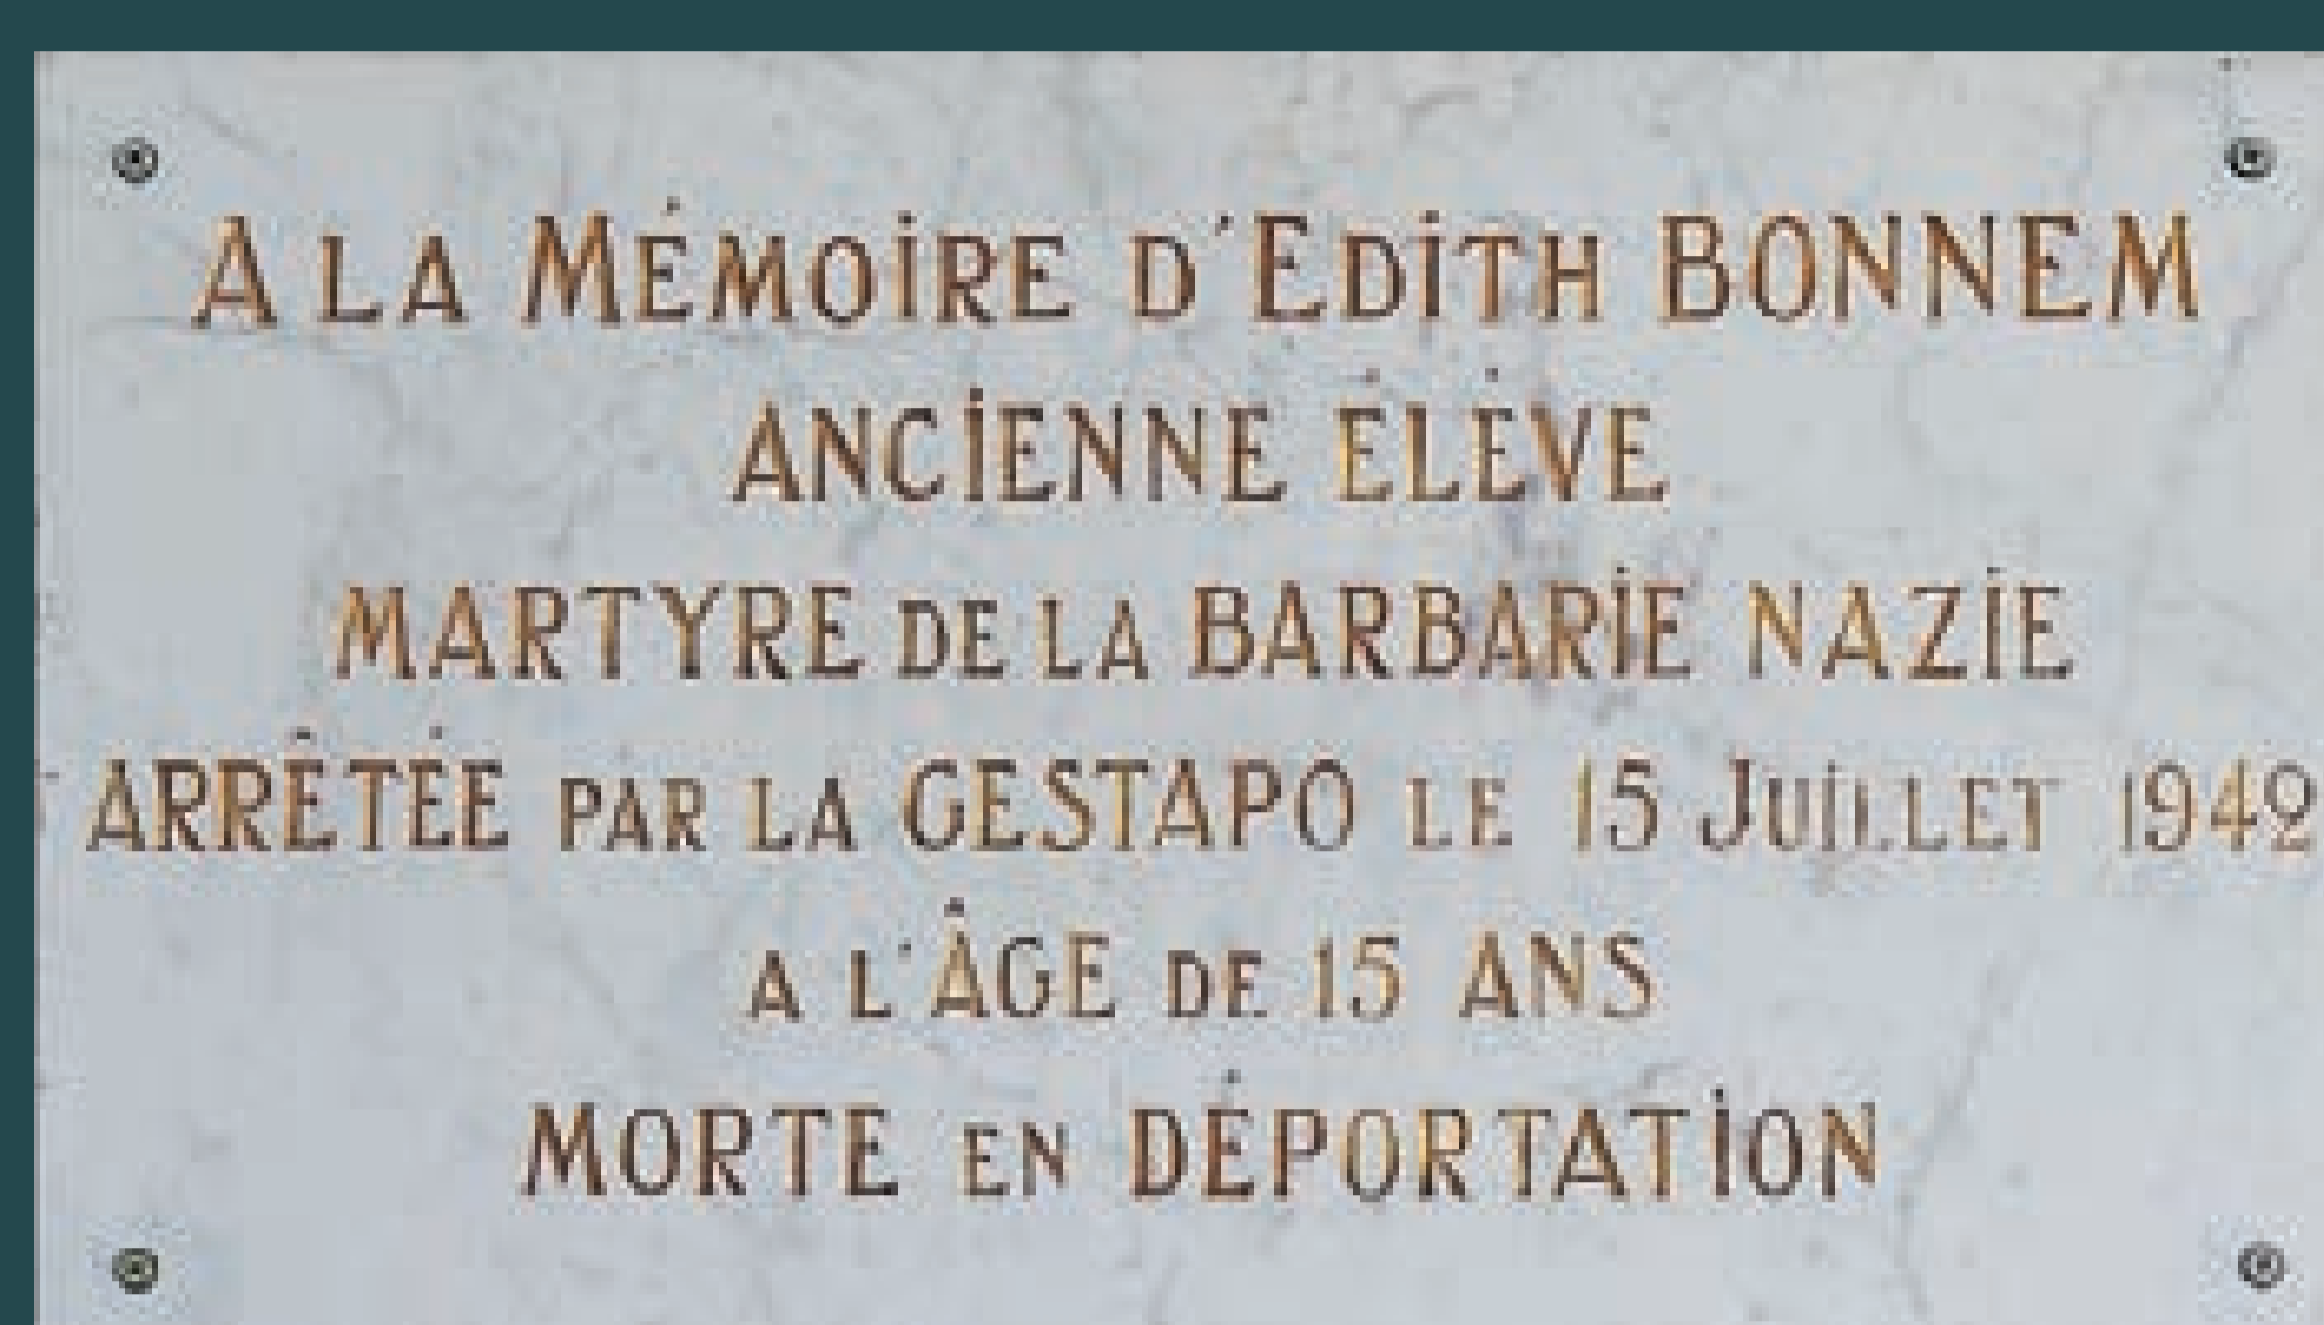 A LA MÉMOIRE D'EDITH BONNEM
ANCIENNE ÉLÈVE
MARTYRE DE LA BARBARIE NAZIE
ARRÊTÉE PAR LA GESTAPO LE 15 JUILLET 1942
A L'ÂGE DE 15 ANS
MORTE EN DÉPORTATION